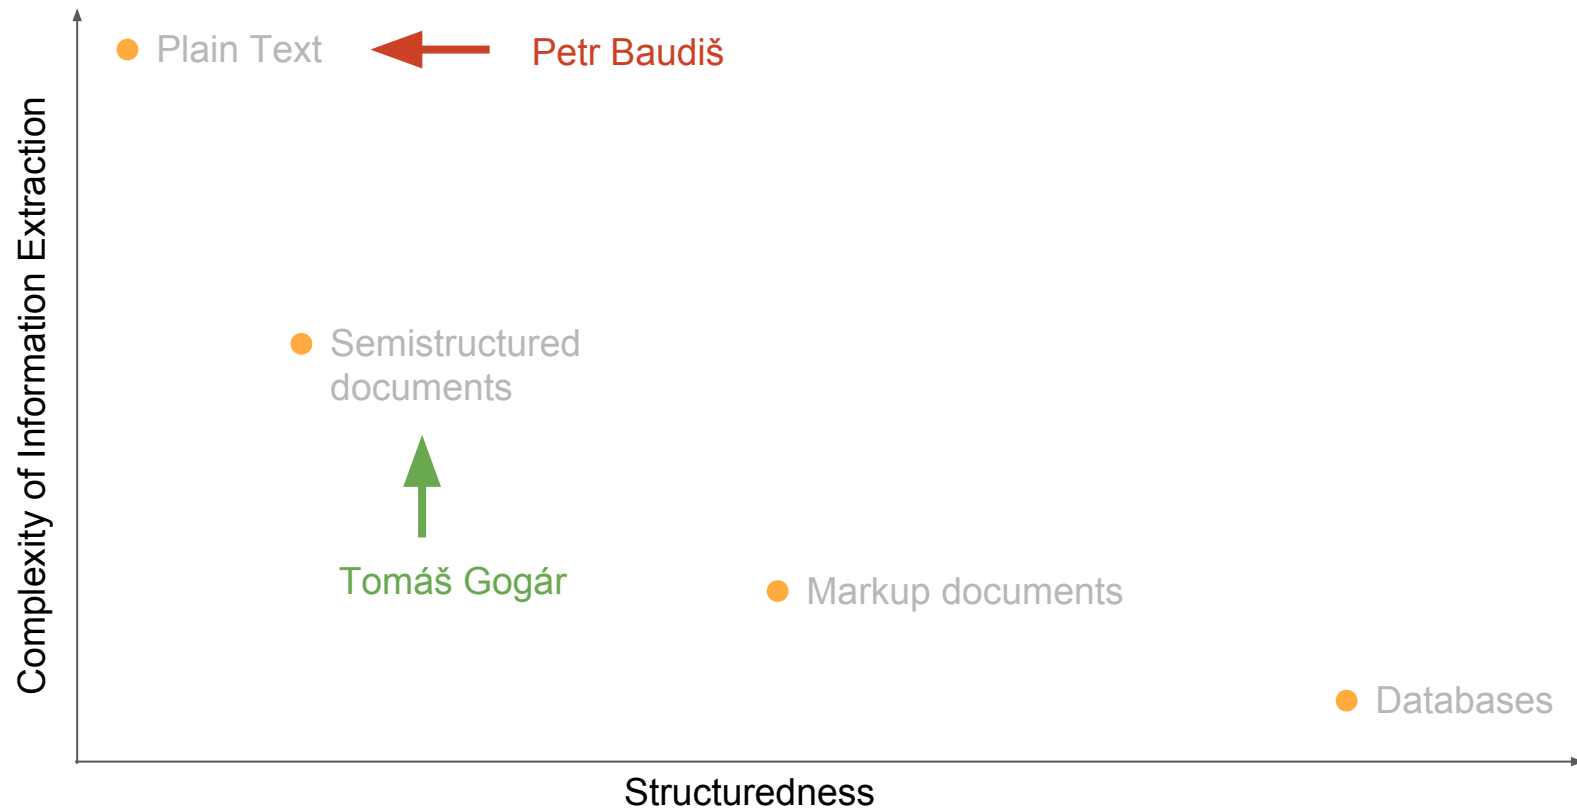 Plain Text
Petr Baudiš
Complexity of Information Extraction
Semistructured
documents
Tomáš Gogár
Markup documents
Databases
Structuredness